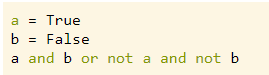 a = True
b = False
a and b or not a and not b